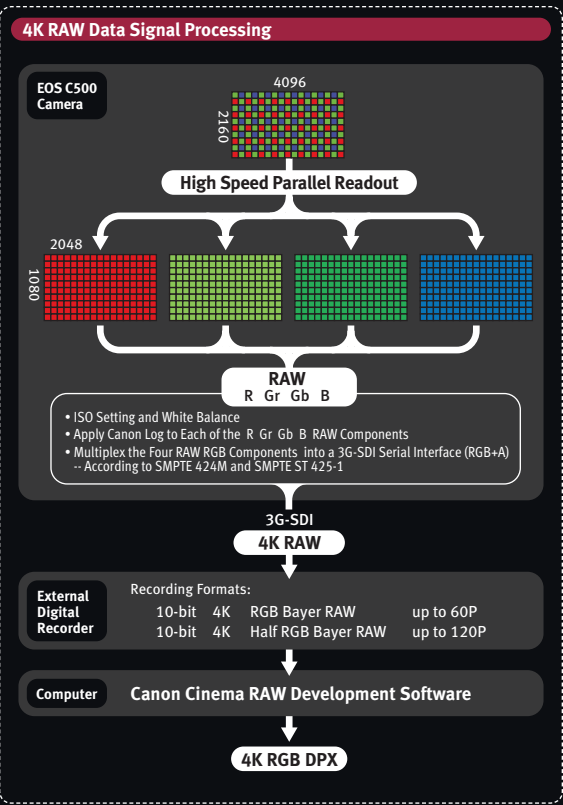 4K RAW Data Signal Processing
EOS C500
Camera
4096
2160
High Speed Parallel Readout
2048
1080
RAW
R Gr Gb B
• ISO Setting and White Balance
• Apply Canon Log to Each of the R Gr Gb B RAW Components
• Multiplex the Four RAW RGB Components into a 3G-SDI Serial Interface (RGB+A)
-- According to SMPTE 424M and SMPTE ST 425-1
3G-SDI
4K RAW
External
Digital
Recorder
Recording Formats:
10-bit 4K RGB Bayer RAW up to 60P
10-bit 4K Half RGB Bayer RAW up to 120P
Computer
Canon Cinema RAW Development Software
4K RGB DPX